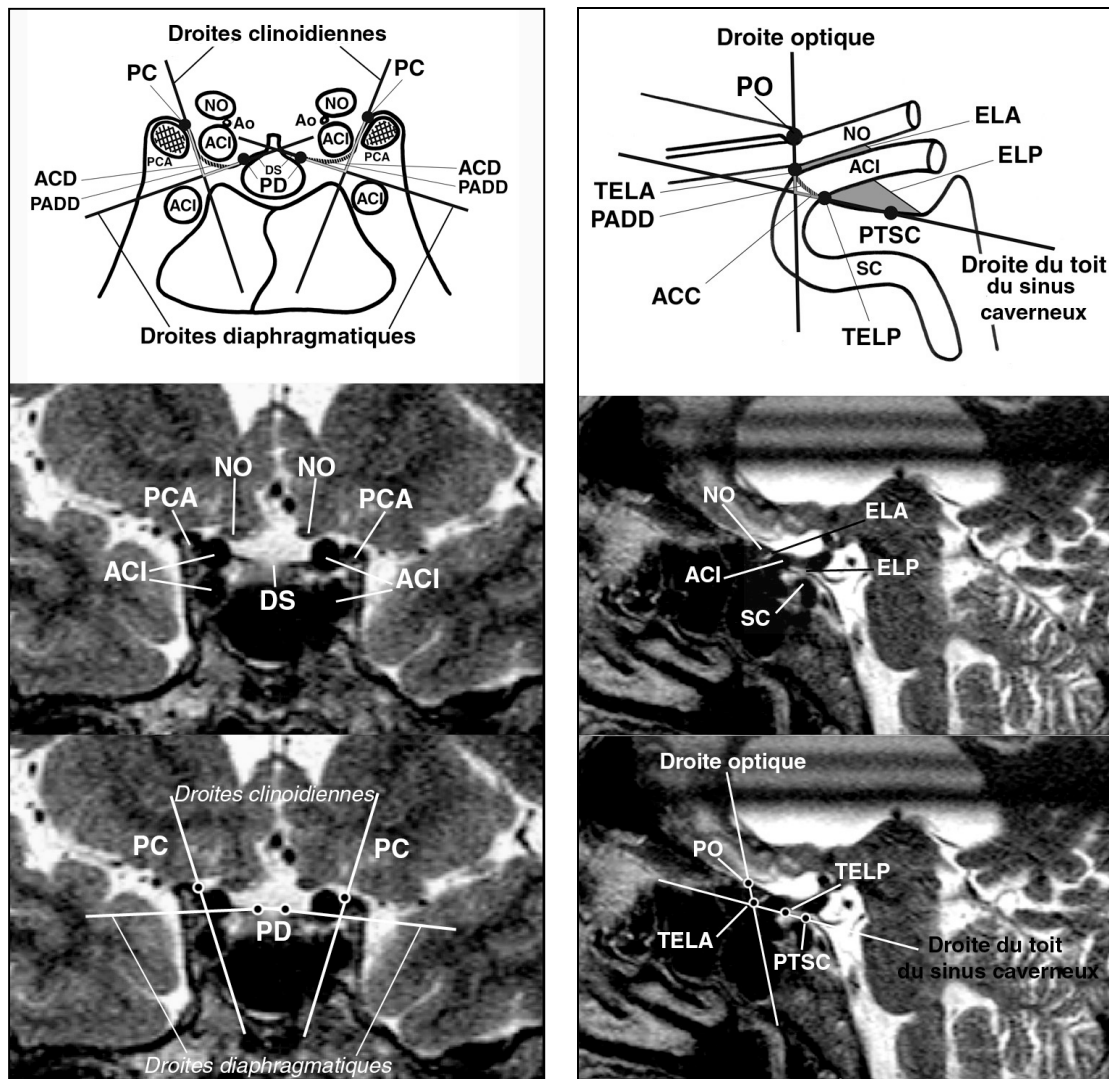 Droites clinoidiennes
PC
PC
NO
NO
Ao
Ao
ACI
ACI
PCA
PCA
DS
PD
ACD
PADD
ACD
PADD
ACI
ACI
Droites diaphragmatiques
NO
NO
PCA
PCA
ACI
ACI
DS
Droites clinoidiennes
PC
PC
PD
Droites diaphragmatiques
Droite optique
PO
ELA
NO
ACI
ELP
TELA
PADD
PTSC
SC
Droite du toit
du sinus
caverneux
ACC
TELP
NO
ELA
ACI
ELP
SC
Droite optique
PO
TELP
TELA
PTSC
Droite du toit
du sinus caverneux